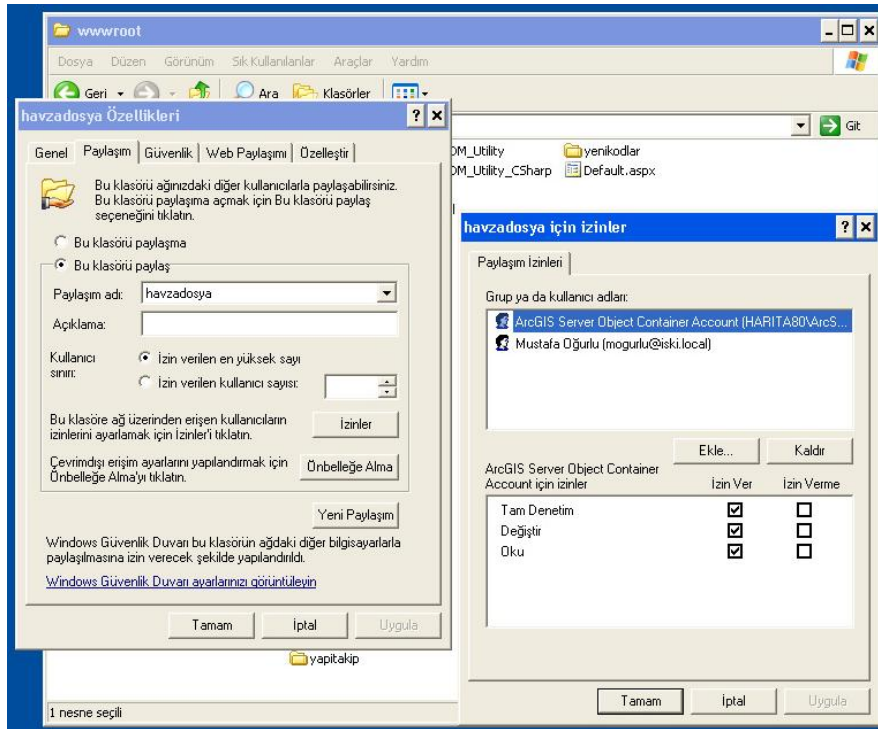 wwwroot
Dosya Düzen Görünüm Sık Kullanılanlar Araçlar Yardım
Geri Ara Klasörler
Git
DM_Utility yenikodlar
DM_Utility_CSharp Default.aspx
yapitakip
1 nesne seçili
havzadosya Özellikleri
Genel Paylaşım Güvenlik Web Paylaşımı Özelleştir
Bu klasörü ağınızdaki diğer kullanıcılarla paylaşabilirsiniz.
Bu klasörü paylaşıma açmak için Bu klasörü paylaş
seçeneğini tıklatın.
Bu klasörü paylaşma
Bu klasörü paylaş
Paylaşım adı: havzadosya
Açıklama:
Kullanıcı
sınırı:
İzin verilen en yüksek sayı
İzin verilen kullanıcı sayısı:
Bu klasöre ağ üzerinden erişen kullanıcıların
izinlerini ayarlamak için İzinler'i tıklatın.
İzinler
Çevrimdışı erişim ayarlarını yapılandırmak için
Önbelleğe Alma'yı tıklatın.
Önbelleğe Alma
Yeni Paylaşım
Windows Güvenlik Duvarı bu klasörün ağdaki diğer bilgisayarlarla
paylaşılmasına izin verecek şekilde yapılandırıldı.
Windows Güvenlik Duvarı ayarlarınızı görüntüleyin
Tamam İptal Uygula
havzadosya için izinler
Paylaşım İzinleri
Grup ya da kullanıcı adları:
ArcGIS Server Object Container Account (HARITA80\ArcS...
Mustafa Oğurlu (mogurlu@iski.local)
Ekle... Kaldır
ArcGIS Server Object Container
Account için izinler İzin Ver İzin Verme
Tam Denetim
Değiştir
Oku
Tamam İptal Uygula